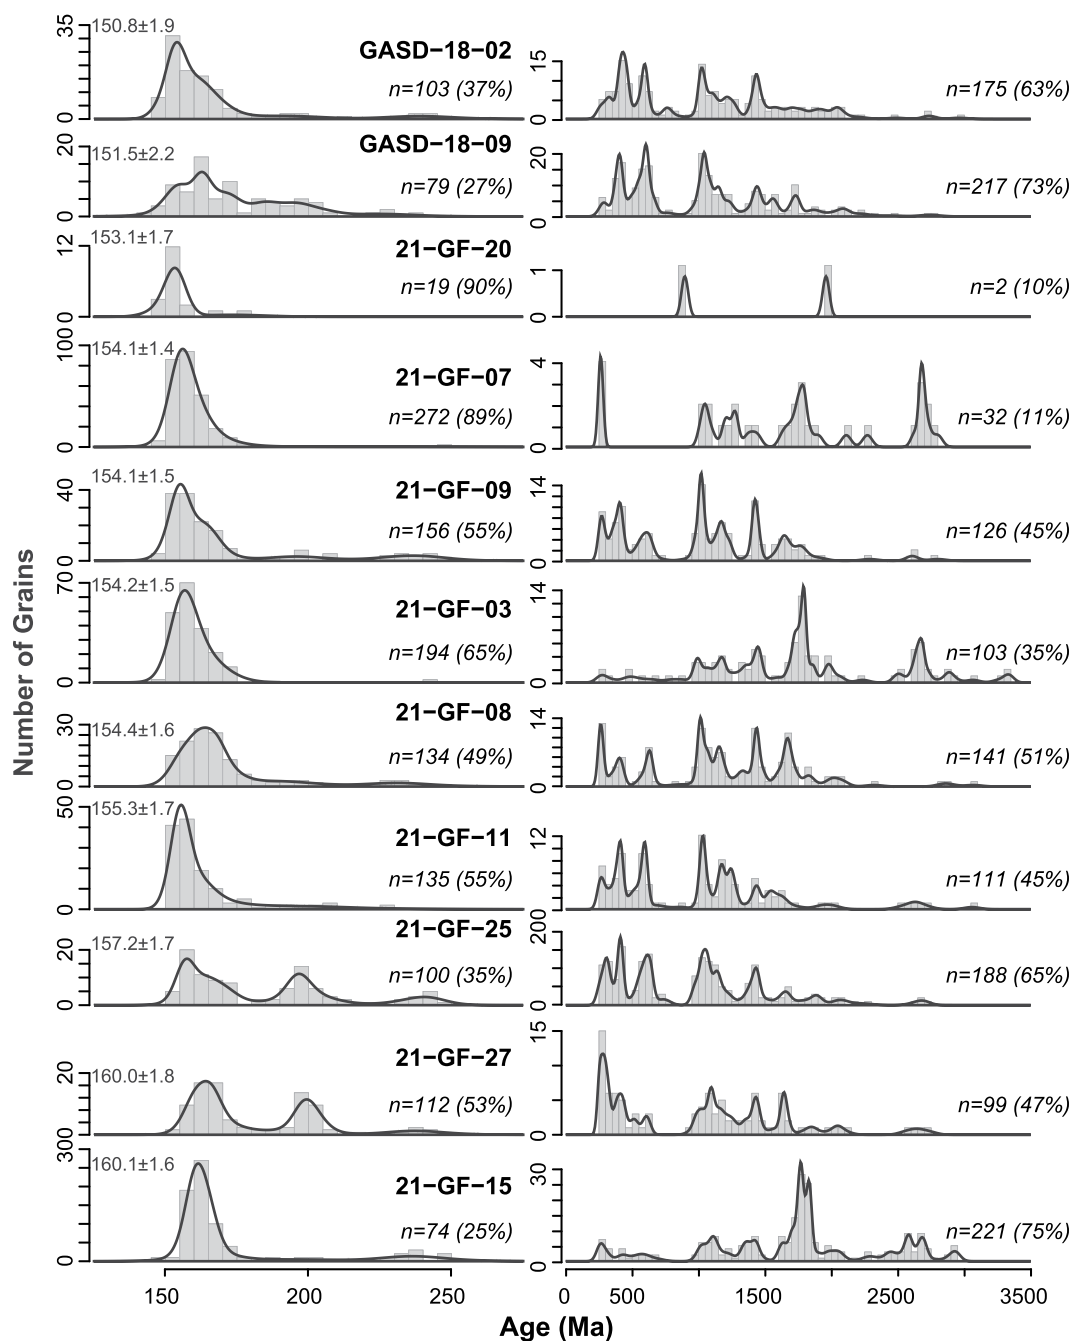 Number of Grains
35
0
150.8±1.9
GASD−18−02
n=103 (37%)
15
0
n=175 (63%)
20
0
151.5±2.2
GASD−18−09
n=79 (27%)
20
0
n=217 (73%)
12
0
153.1±1.7
21−GF−20
n=19 (90%)
1
0
n=2 (10%)
100
0
154.1±1.4
21−GF−07
n=272 (89%)
4
0
n=32 (11%)
40
0
154.1±1.5
21−GF−09
n=156 (55%)
14
0
n=126 (45%)
70
0
154.2±1.5
21−GF−03
n=194 (65%)
14
0
n=103 (35%)
30
0
154.4±1.6
21−GF−08
n=134 (49%)
14
0
n=141 (51%)
50
0
155.3±1.7
21−GF−11
n=135 (55%)
12
0
n=111 (45%)
20
0
157.2±1.7
21−GF−25
n=100 (35%)
20
0
n=188 (65%)
20
0
160.0±1.8
21−GF−27
n=112 (53%)
15
0
n=99 (47%)
30
0
160.1±1.6
21−GF−15
n=74 (25%)
30
0
n=221 (75%)
150 200 250
0 500 1500 2500 3500
Age (Ma)